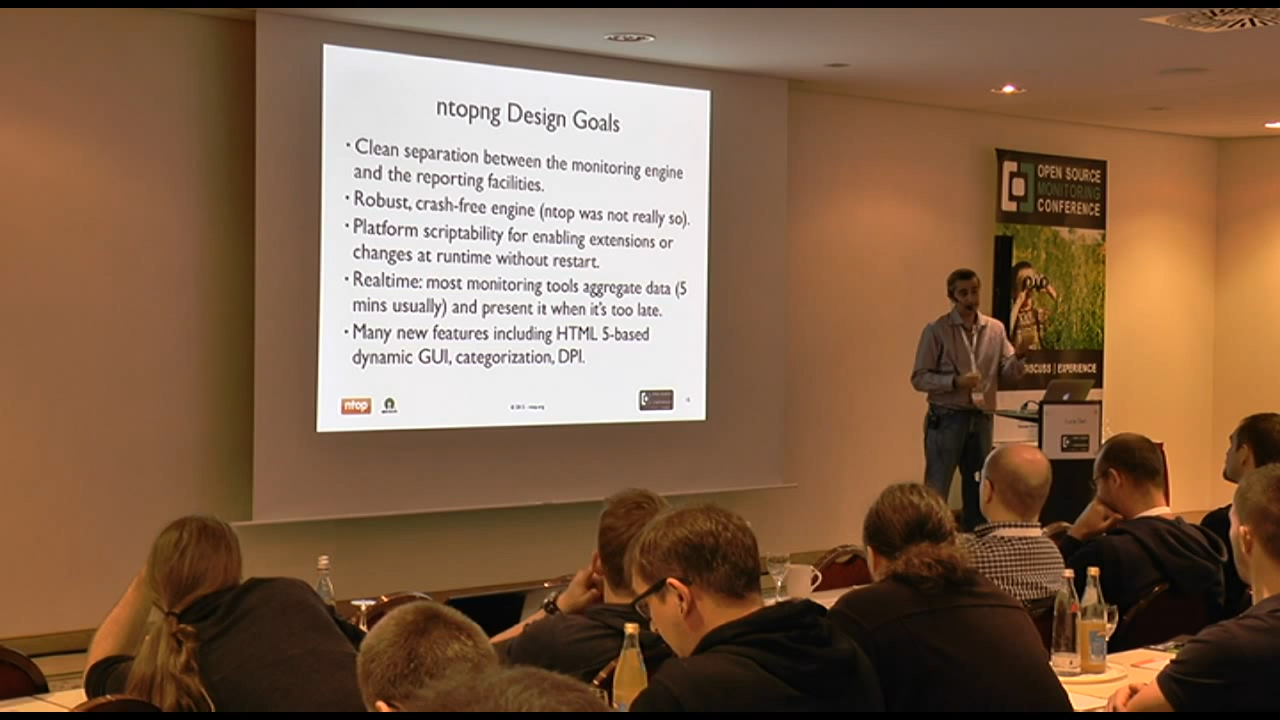 ntopng Design Goals
• Clean separation between the monitoring engine
and the reporting facilities.
• Robust, crash-free engine (ntop was not really so).
• Platform scriptability for enabling extensions or
changes at runtime without restart.
• Realtime: most monitoring tools aggregate data (5
mins usually) and present it when it's too late.
• Many new features including HTML 5-based
dynamic GUI, categorization, DPI.
ntop
OPEN SOURCE
MONITORING
CONFERENCE
| EXPERIENCE